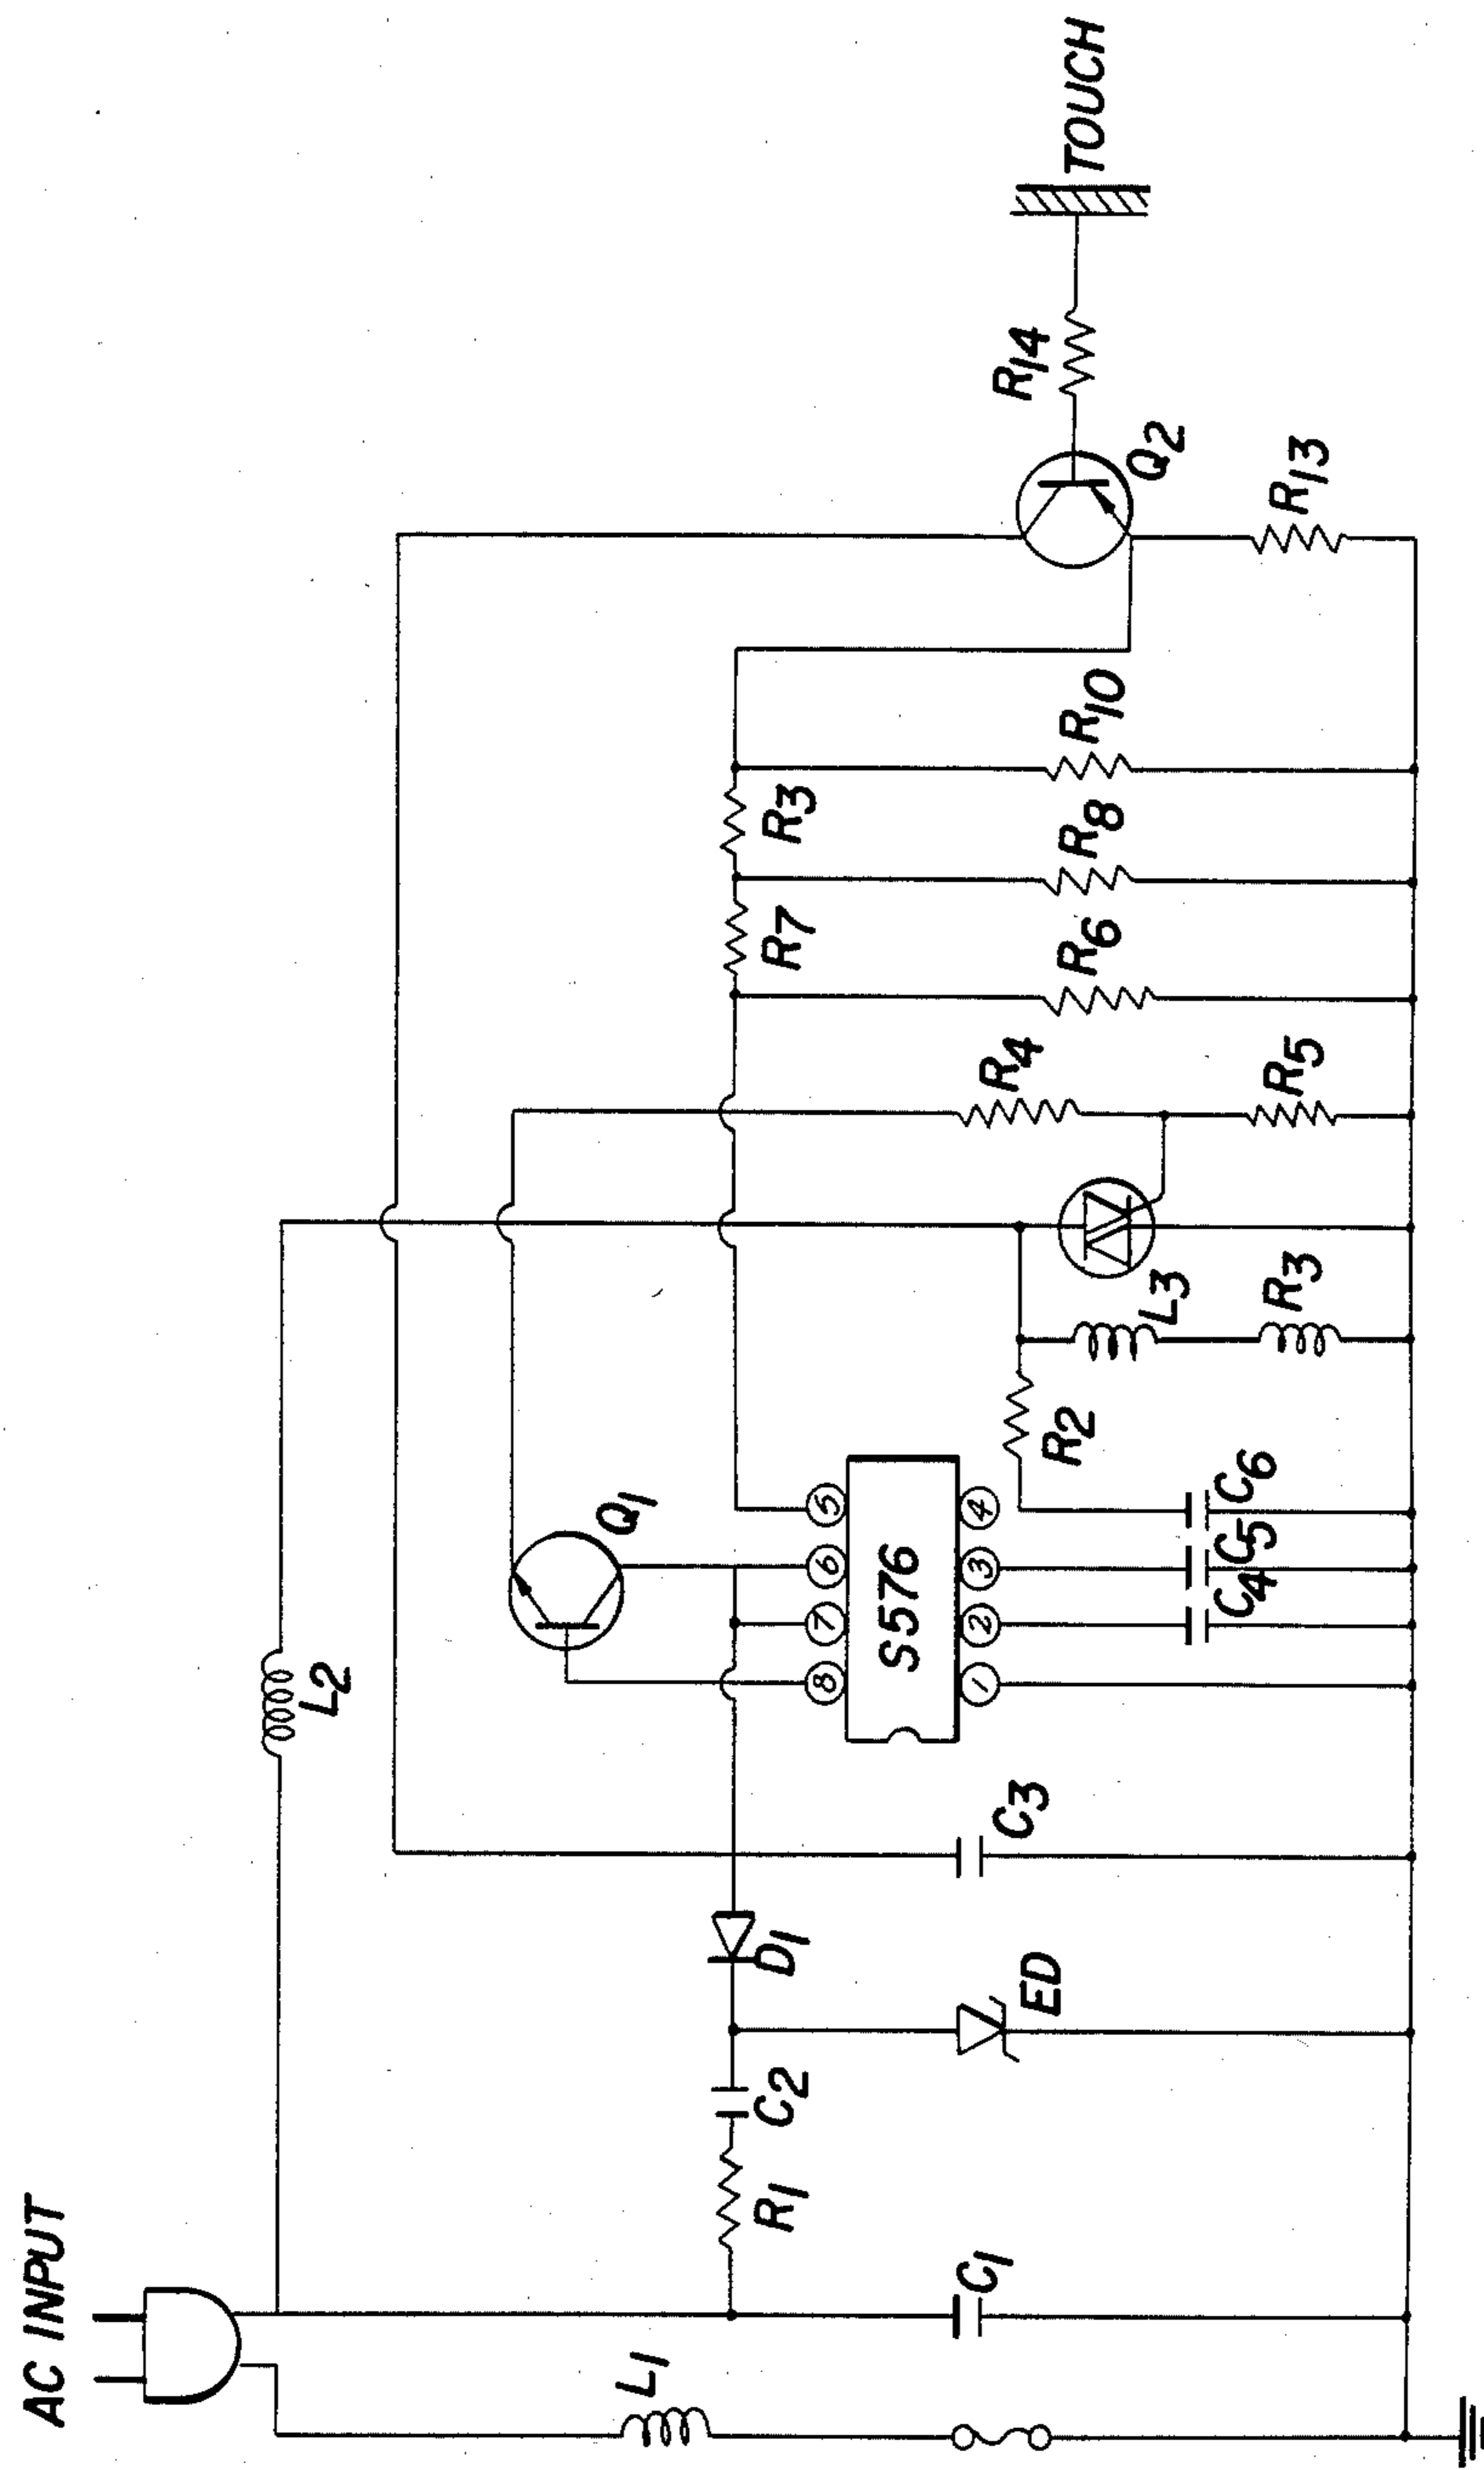 AC INPUT
L1
C1
R1
C2
ED
D1
C3
L2
S576
8
7
6
5
1
2
3
4
Q1
C4
C5
C6
R2
L3
R3
R4
R5
R6
R7
R8
R3
R10
Q2
R13
R14
TOUCH